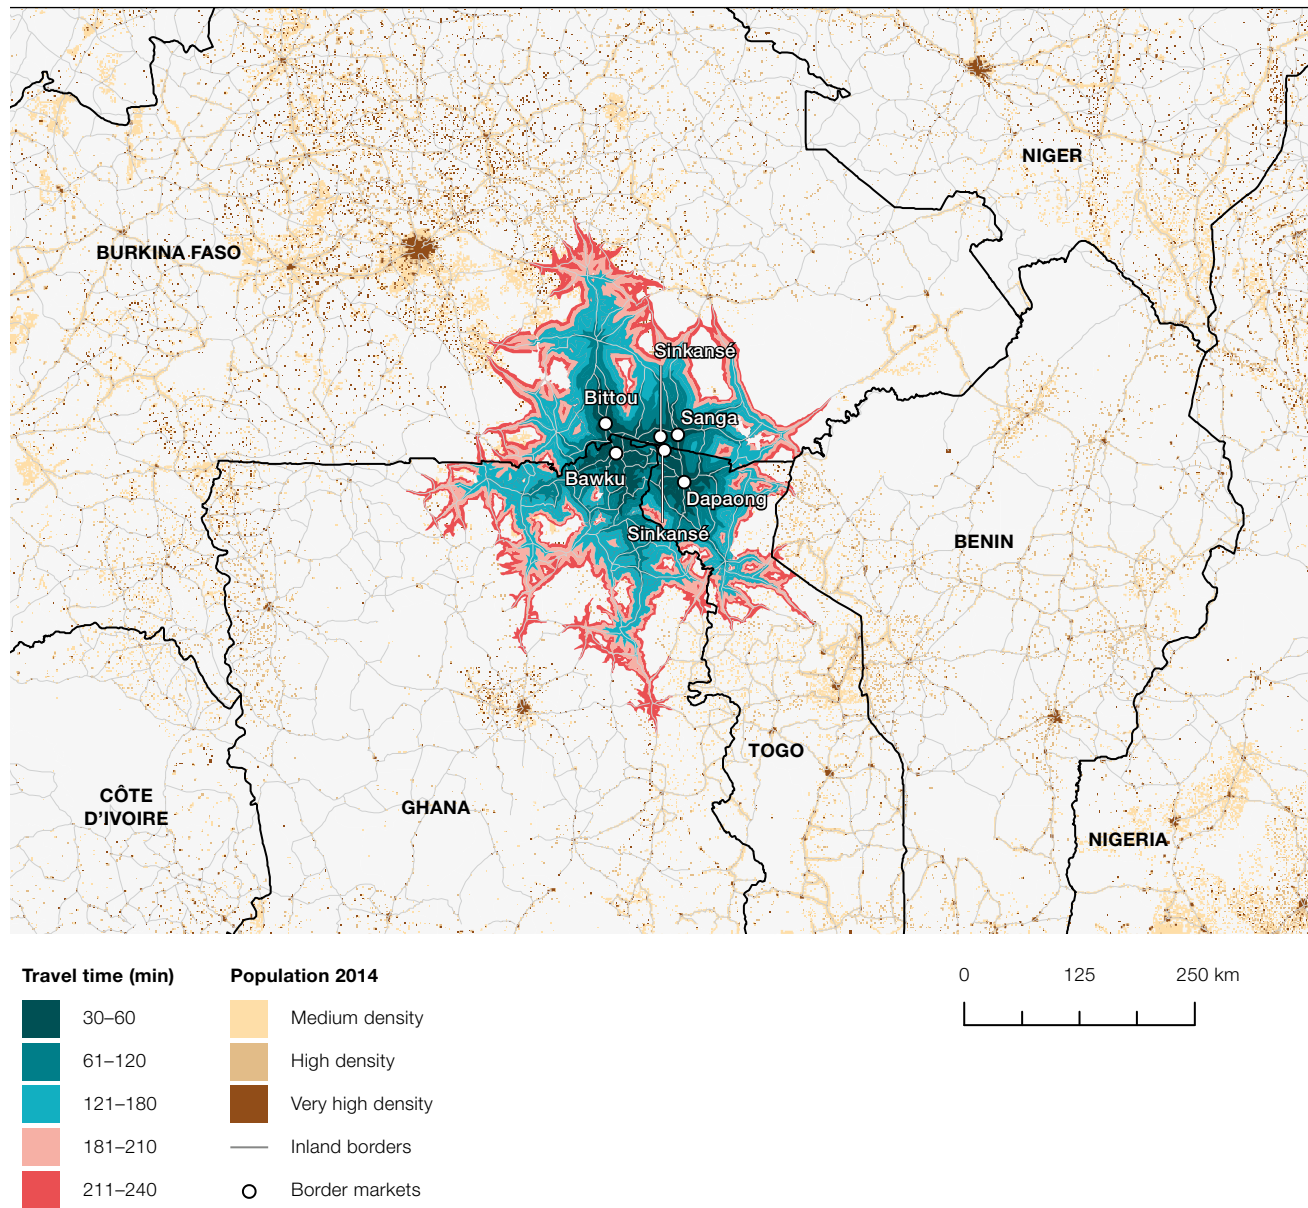 NIGER
BURKINA FASO
Sinkansé
Bittou
Sanga
Bawku
Dapaong
Sinkansé
BENIN
TOGO
CÔTE
D'IVOIRE
GHANA
NIGERIA
Travel time (min)
30–60
61–120
121–180
181–210
211–240
Population 2014
Medium density
High density
Very high density
Inland borders
Border markets
0 125 250 km